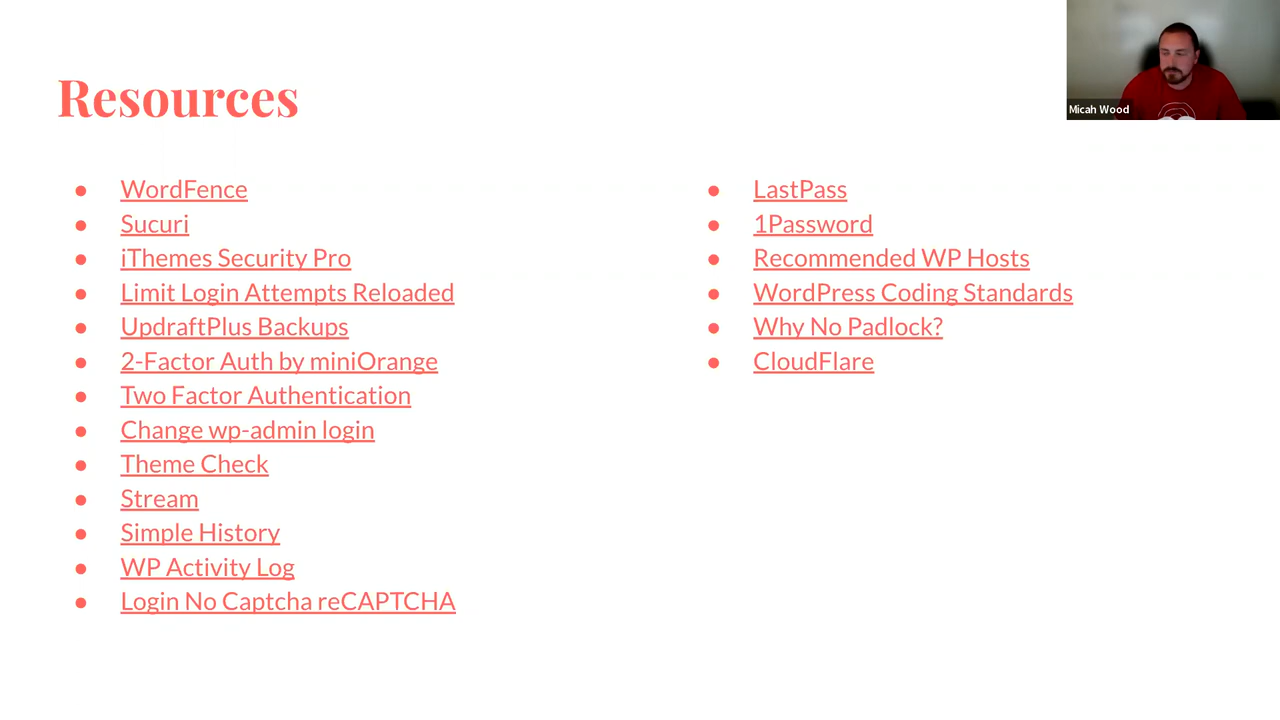 Resources
Micah Wood
WordFence
Sucuri
iThemes Security Pro
Limit Login Attempts Reloaded
UpdraftPlus Backups
2-Factor Auth by miniOrange
Two Factor Authentication
Change wp-admin login
Theme Check
Stream
Simple History
WP Activity Log
Login No Captcha reCAPTCHA
LastPass
1Password
Recommended WP Hosts
WordPress Coding Standards
Why No Padlock?
CloudFlare